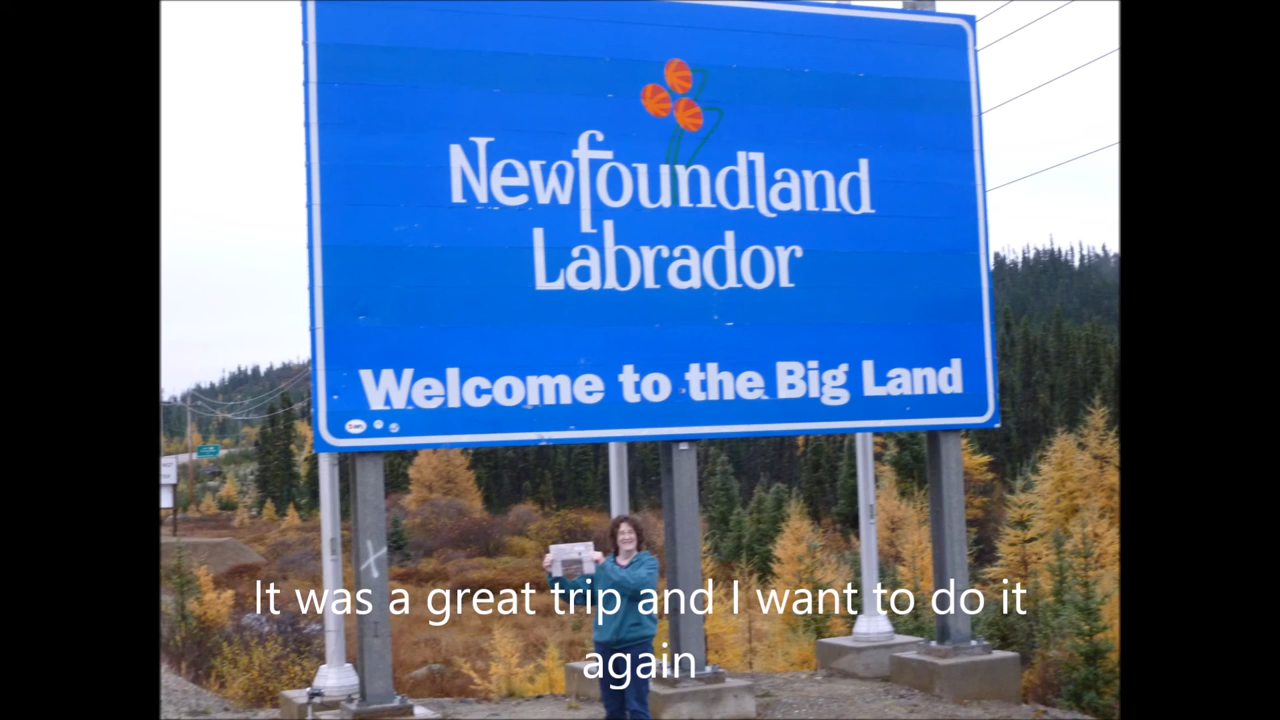 Newfoundland
Labrador
Welcome to the Big Land
It was a great trip and I want to do it
again